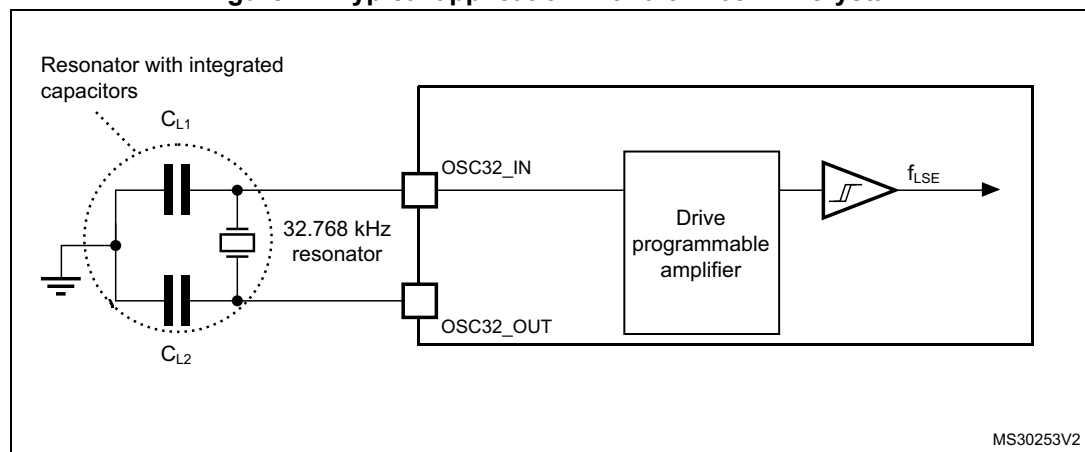 Resonator with integrated
capacitors
CL1
OSC32_IN
fLSE
32.768 kHz
resonator
Drive
programmable
amplifier
OSC32_OUT
CL2
MS30253V2